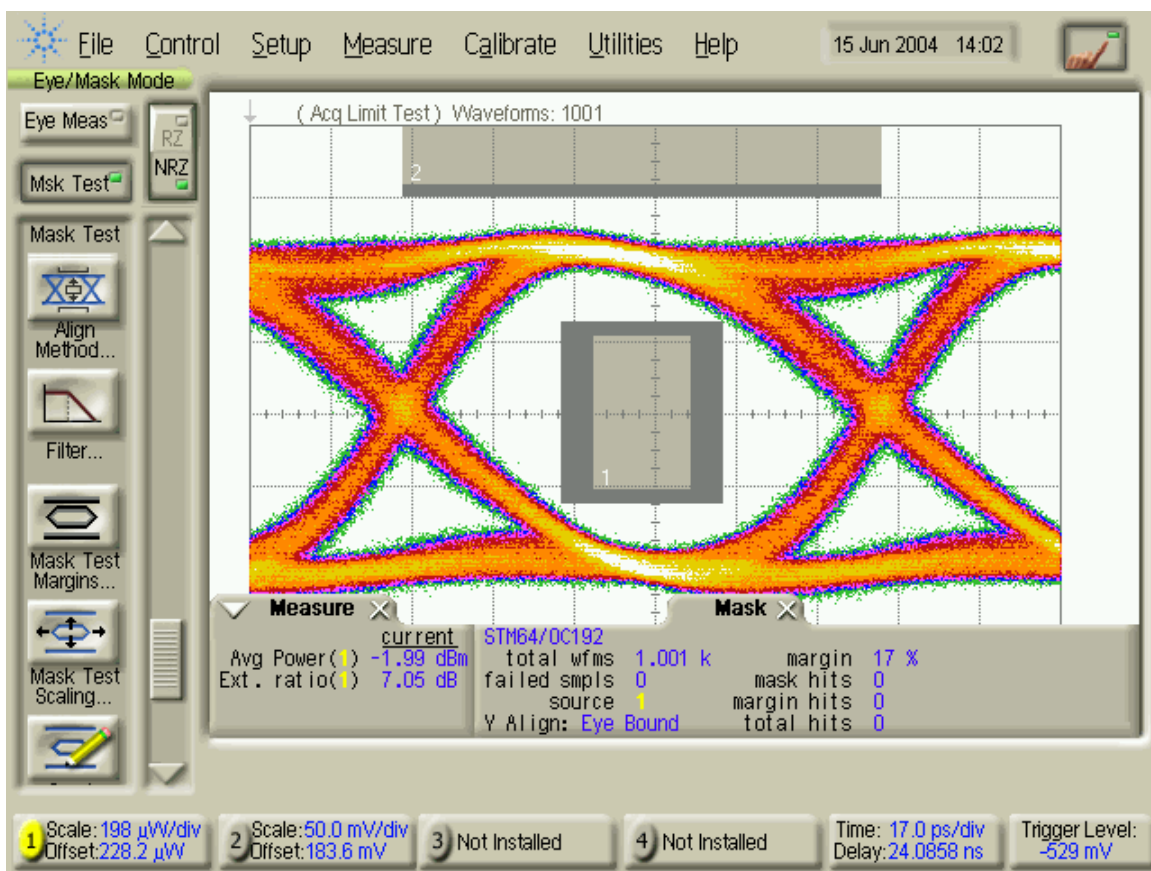 File Control Setup Measure Calibrate Utilities Help 15 Jun 2004 14:02
Eye/Mask Mode
Eye Meas
RZ
NRZ
Msk Test
Mask Test
Align
Method...
Filter...
Mask Test
Margins...
Mask Test
Scaling...
( Acq Limit Test ) Waveforms: 1001
2
1
Measure
current
Avg Power(1) -1.99 dBm
Ext. ratio(1) 7.05 dB
Mask
STM64/OC192
total wfms 1.001 k margin 17 %
failed smpls 0 mask hits 0
source 1 margin hits 0
Y Align: Eye Bound total hits 0
1 Scale:198 µW/div
Offset:228.2 µW
2 Scale:50.0 mV/div
Offset:183.6 mV
3 Not Installed
4 Not Installed
Time: 17.0 ps/div
Delay:24.0858 ns
Trigger Level:
-529 mV